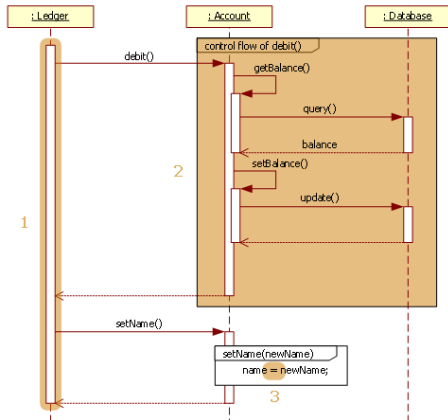 : Ledger
: Account
: Database
control flow of debit()
debit()
getBalance()
query()
balance
2
setBalance()
update()
1
setName()
setName(newName)
name = newName;
3